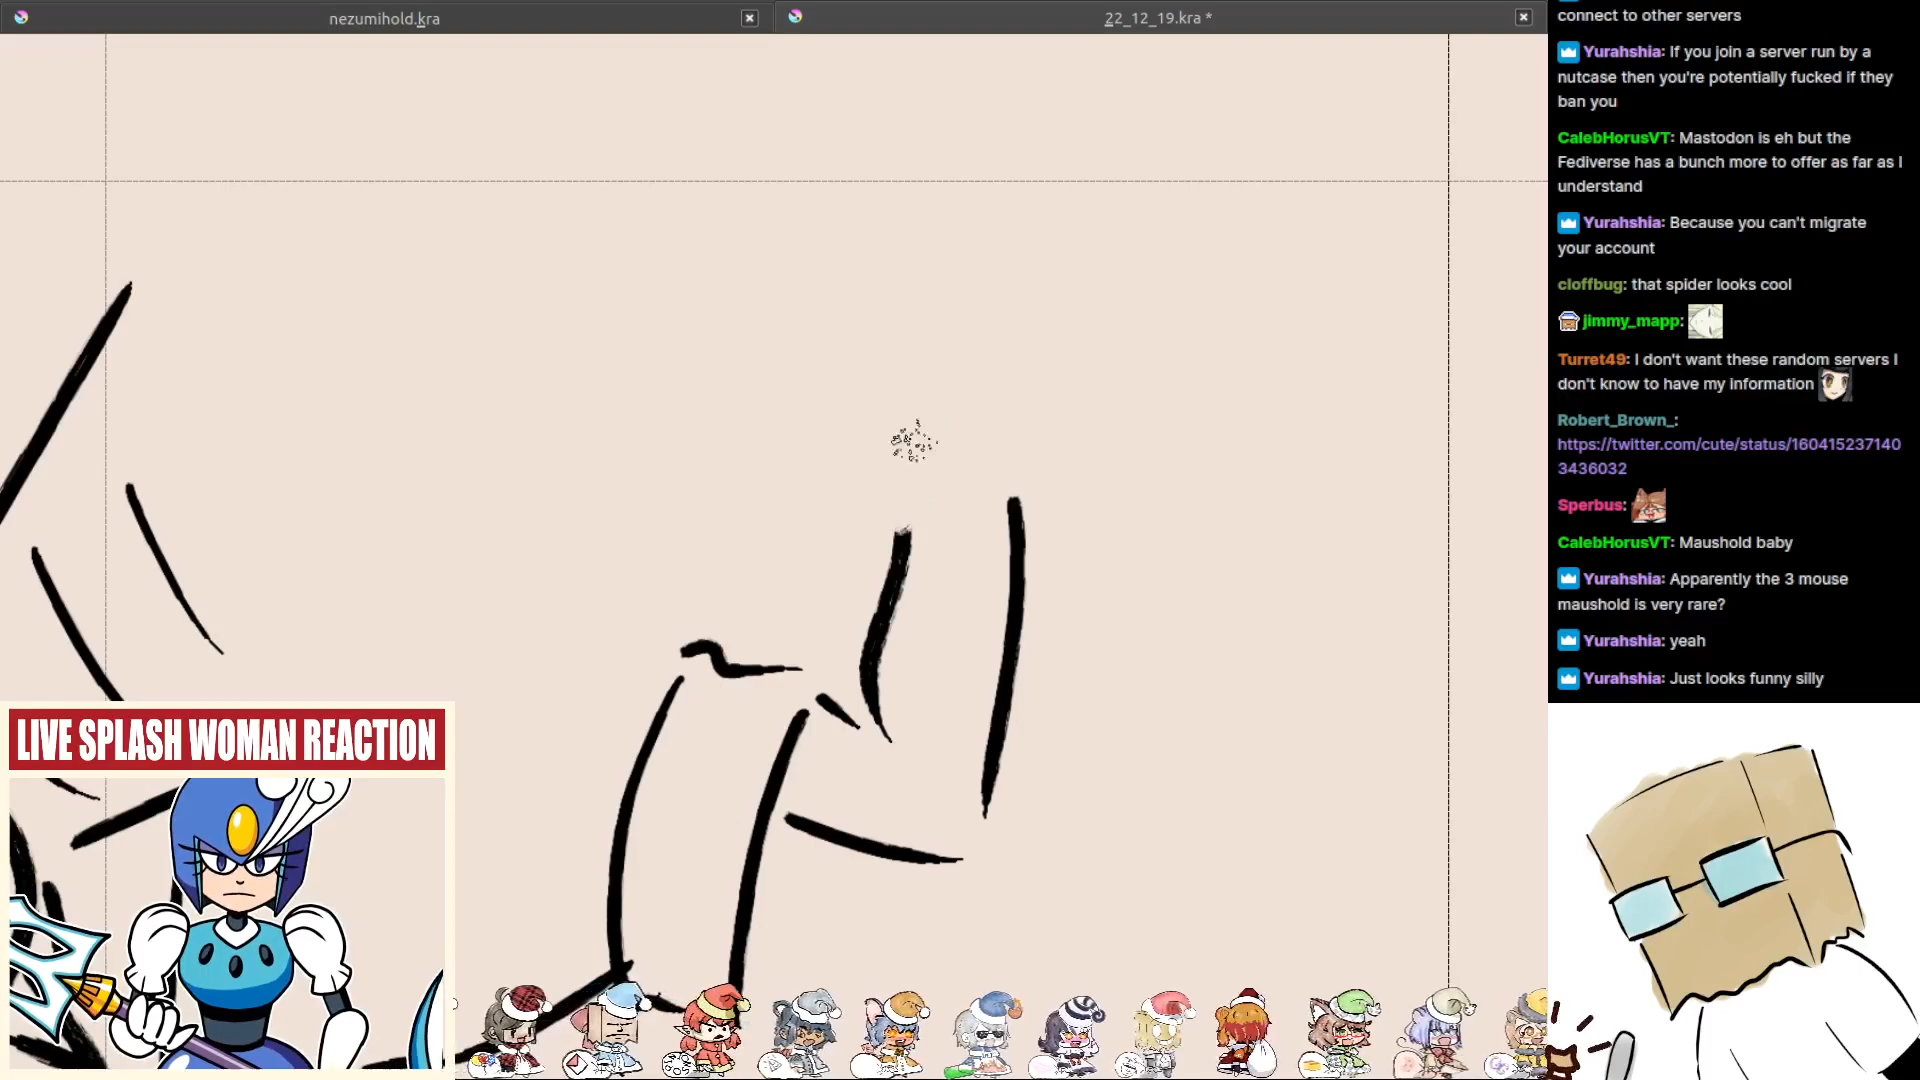 nezumihold.kra
22_12_19.kra *
connect to other servers
Yurahshia: If you join a server run by a
nutcase then you're potentially fucked if they
ban you
CalebHorusVT: Mastodon is eh but the
Fediverse has a bunch more to offer as far as I
understand
Yurahshia: Because you can't migrate
your account
cloffbug: that spider looks cool
jimmy_mapp:
Turret49: I don't want these random servers I
don't know to have my information
Robert_Brown_:
https://twitter.com/cute/status/160415237140
3436032
Sperbus:
CalebHorusVT: Maushold baby
Yurahshia: Apparently the 3 mouse
maushold is very rare?
Yurahshia: yeah
Yurahshia: Just looks funny silly
LIVE SPLASH WOMAN REACTION